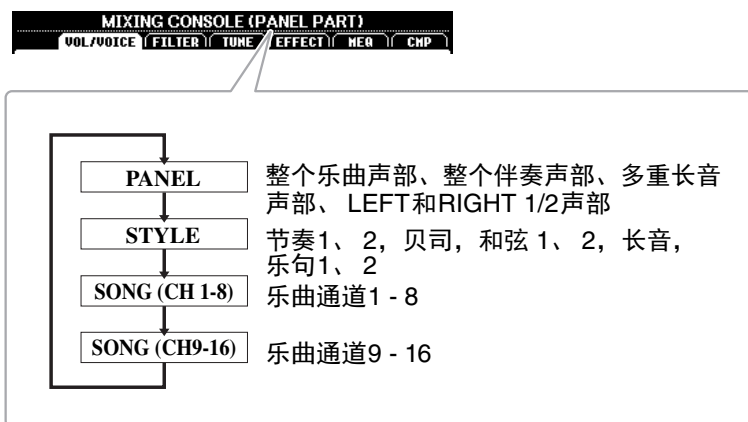 MIXING CONSOLE (PANEL PART)
VOL/VOICE FILTER TUNE EFFECT MEQ CMP
PANEL
整个乐曲声部、整个伴奏声部、多重长音
声部、 LEFT和RIGHT 1/2声部
STYLE
节奏1、 2，贝司，和弦 1、 2，长音，
乐句1、 2
SONG (CH 1-8)
乐曲通道1 - 8
SONG (CH9-16)
乐曲通道9 - 16